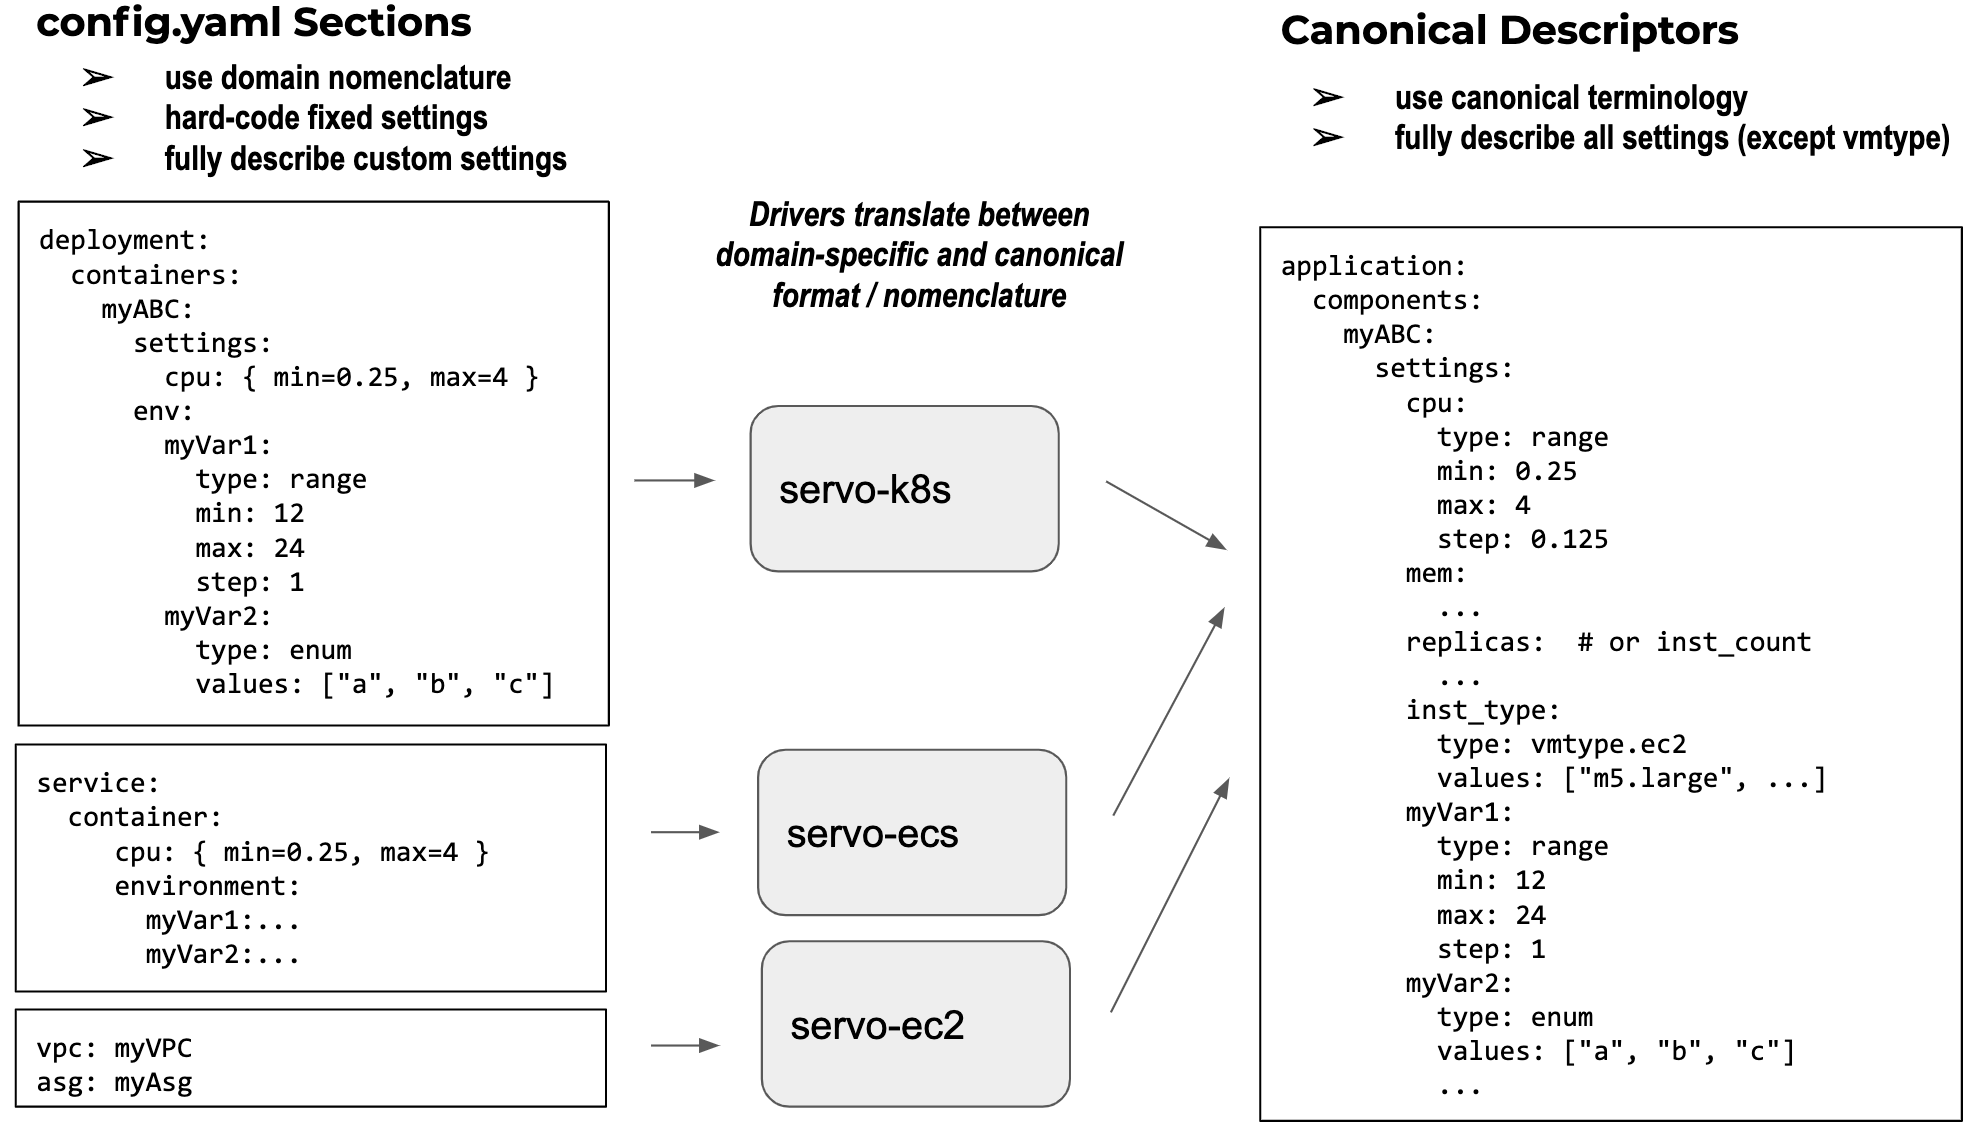 config.yaml Sections
➢ use domain nomenclature
➢ hard-code fixed settings
➢ fully describe custom settings
deployment:
  containers:
    myABC:
      settings:
        cpu: { min=0.25, max=4 }
      env:
        myVar1:
          type: range
          min: 12
          max: 24
          step: 1
        myVar2:
          type: enum
          values: ["a", "b", "c"]
service:
  container:
     cpu: { min=0.25, max=4 }
     environment:
       myVar1:...
       myVar2:...
vpc: myVPC
asg: myAsg
Drivers translate between
domain-specific and canonical
format / nomenclature
servo-k8s
servo-ecs
servo-ec2
Canonical Descriptors
➢ use canonical terminology
➢ fully describe all settings (except vmtype)
application:
  components:
    myABC:
      settings:
        cpu:
          type: range
          min: 0.25
          max: 4
          step: 0.125
        mem:
          ...
        replicas:  # or inst_count
          ...
        inst_type:
          type: vmtype.ec2
          values: ["m5.large", ...]
        myVar1:
          type: range
          min: 12
          max: 24
          step: 1
        myVar2:
          type: enum
          values: ["a", "b", "c"]
          ...